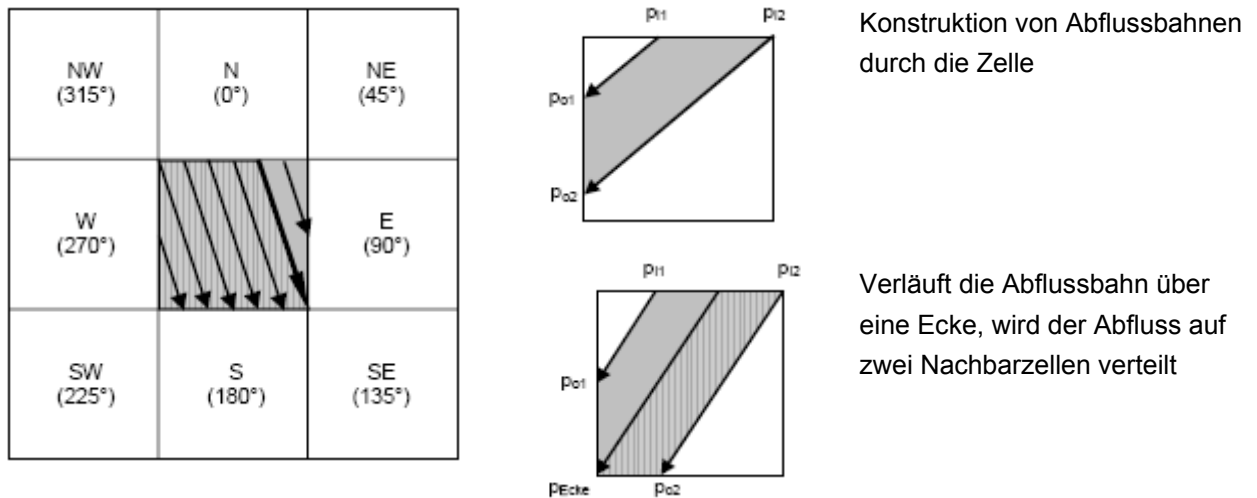 NW
(315°)
N
(0°)
NE
(45°)
W
(270°)
E
(90°)
SW
(225°)
S
(180°)
SE
(135°)
pI1
pI2
po1
po2
Konstruktion von Abflussbahnen
durch die Zelle
pI1
pI2
po1
pEcke
po2
Verläuft die Abflussbahn über
eine Ecke, wird der Abfluss auf
zwei Nachbarzellen verteilt